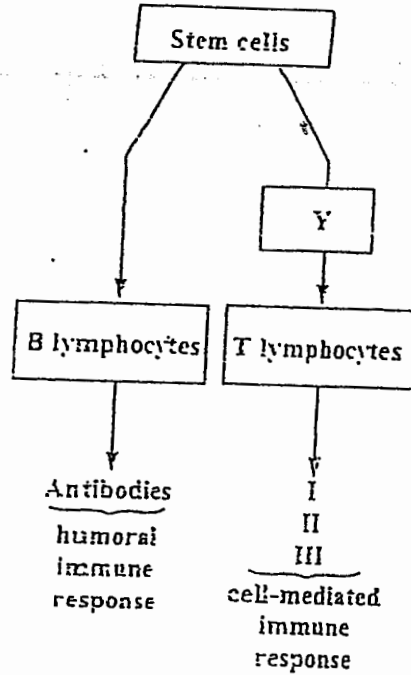 Stem cells
Y
B lymphocytes
T lymphocytes
Antibodies
humoral
immune
response
I
II
III
cell-mediated
immune
response